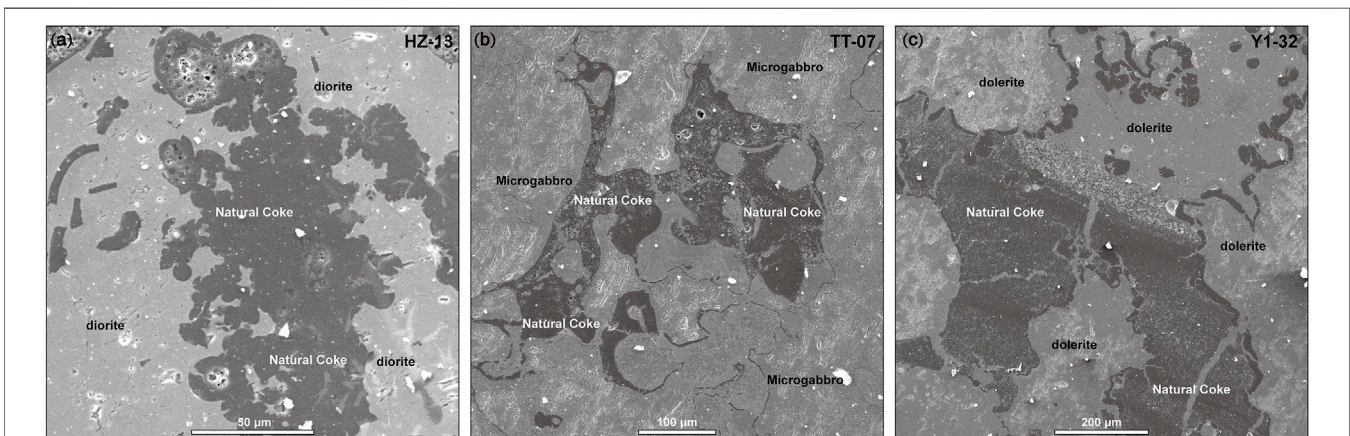 (a)
HZ-13
diorite
Natural Coke
diorite
Natural Coke
diorite
50 µm
(b)
TT-07
Microgabbro
Microgabbro
Natural Coke
Natural Coke
Natural Coke
Microgabbro
100 µm
(c)
Y1-32
dolerite
dolerite
Natural Coke
dolerite
dolerite
Natural Coke
200 µm